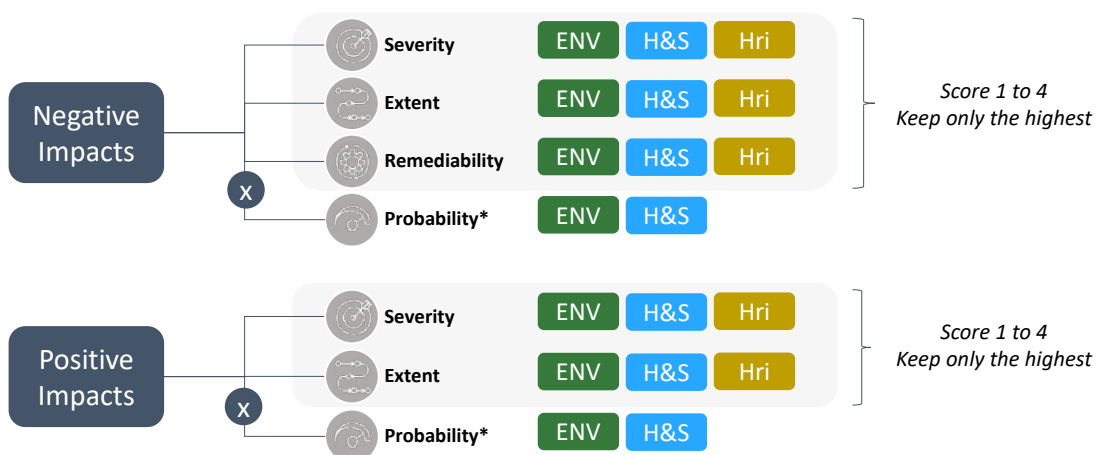 Severity ENV H&S Hri
Extent ENV H&S Hri
Remediability ENV H&S Hri
Negative
Impacts
Score 1 to 4
Keep only the highest
x
Probability* ENV H&S
Severity ENV H&S Hri
Extent ENV H&S Hri
Positive
Impacts
Score 1 to 4
Keep only the highest
x
Probability* ENV H&S